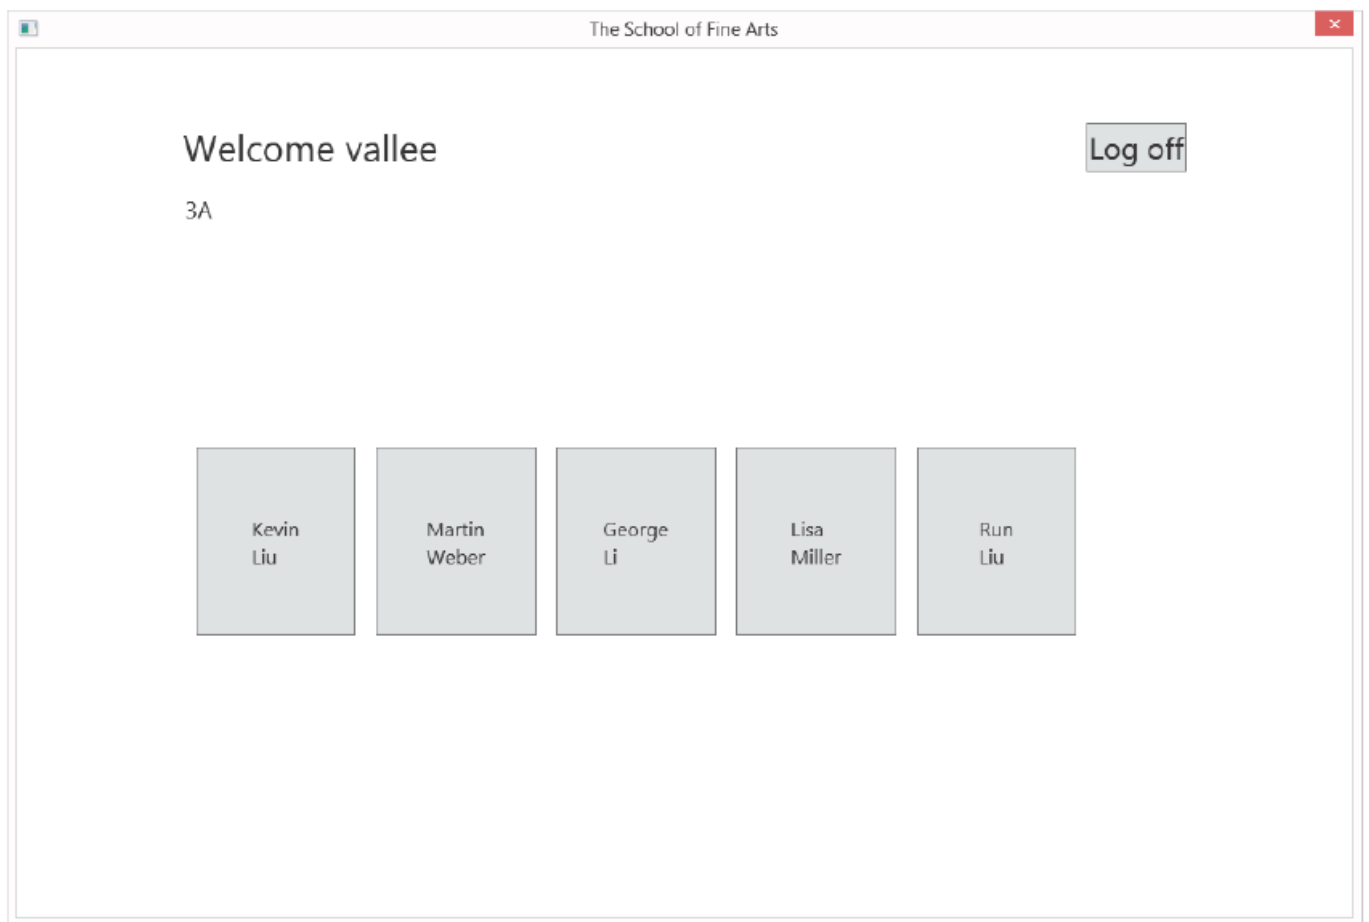 The School of Fine Arts
Welcome vallee
Log off
3A
Kevin
Liu
Martin
Weber
George
Li
Lisa
Miller
Run
Liu